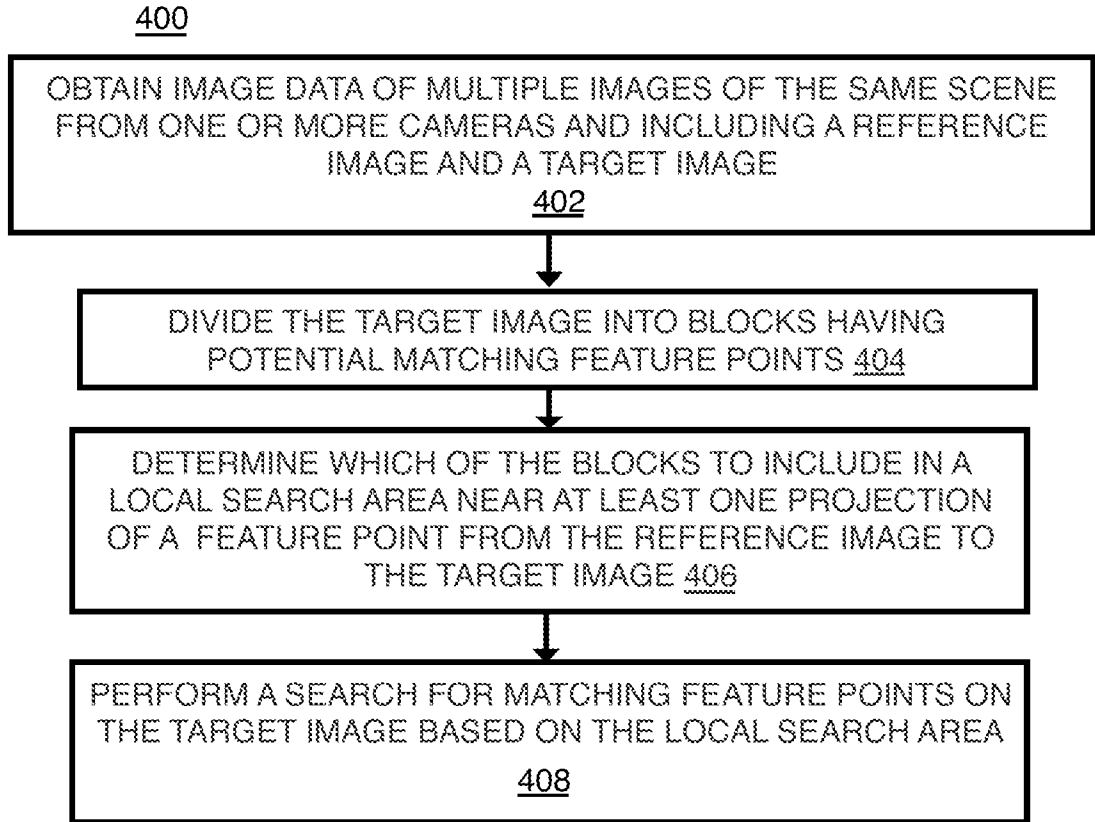 400
OBTAIN IMAGE DATA OF MULTIPLE IMAGES OF THE SAME SCENE
FROM ONE OR MORE CAMERAS AND INCLUDING A REFERENCE
IMAGE AND A TARGET IMAGE
402
DIVIDE THE TARGET IMAGE INTO BLOCKS HAVING
POTENTIAL MATCHING FEATURE POINTS 404
DETERMINE WHICH OF THE BLOCKS TO INCLUDE IN A
LOCAL SEARCH AREA NEAR AT LEAST ONE PROJECTION
OF A FEATURE POINT FROM THE REFERENCE IMAGE TO
THE TARGET IMAGE 406
PERFORM A SEARCH FOR MATCHING FEATURE POINTS ON
THE TARGET IMAGE BASED ON THE LOCAL SEARCH AREA
408